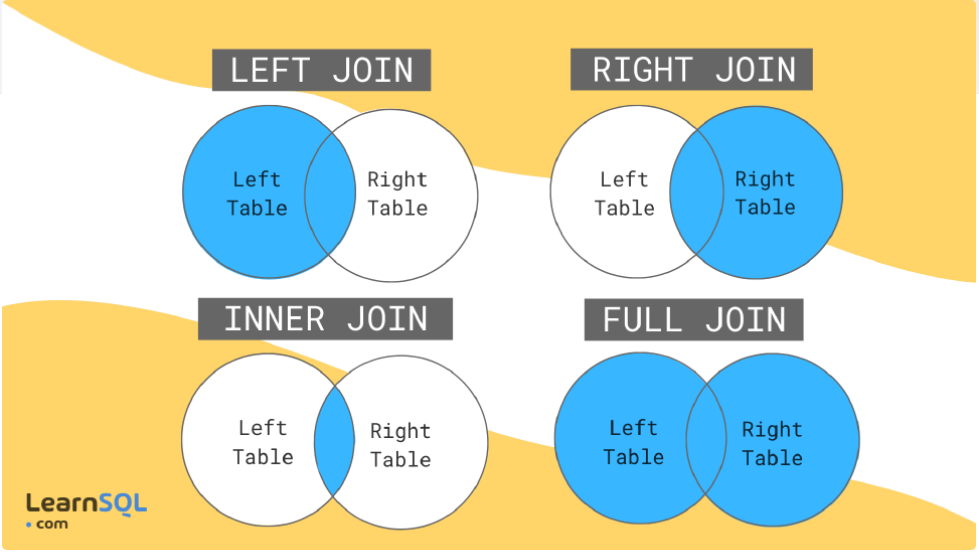 LEFT JOIN
Left
Table
Right
Table
RIGHT JOIN
Left
Table
Right
Table
INNER JOIN
Left
Table
Right
Table
FULL JOIN
Left
Table
Right
Table
LearnSQL
.com